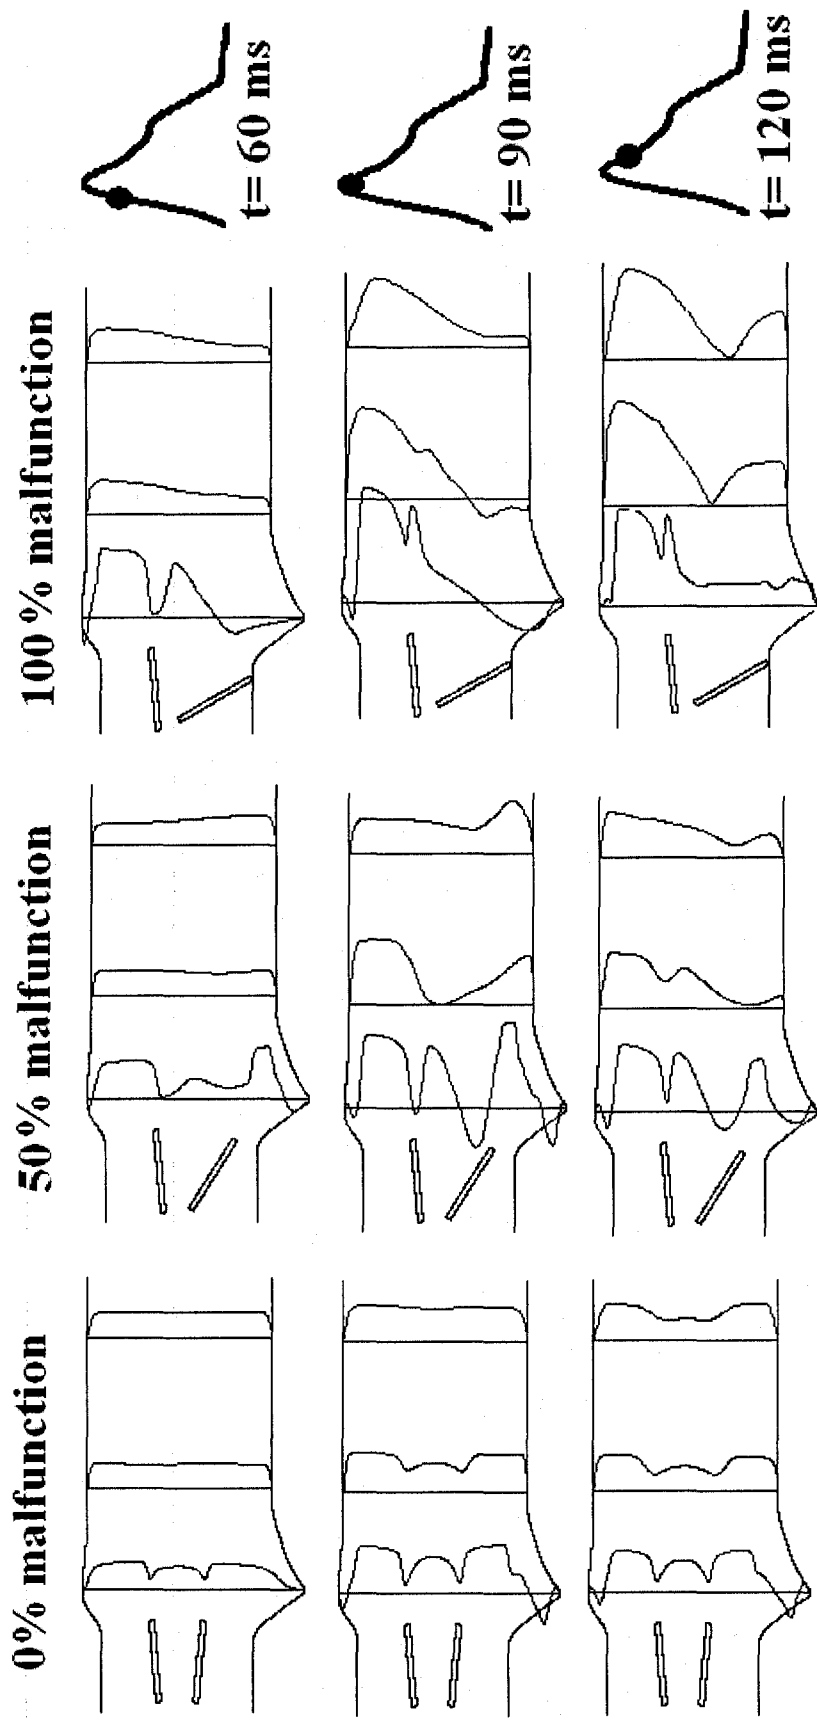 0% malfunction
50% malfunction
100 % malfunction
t= 60 ms
t= 90 ms
t= 120 ms